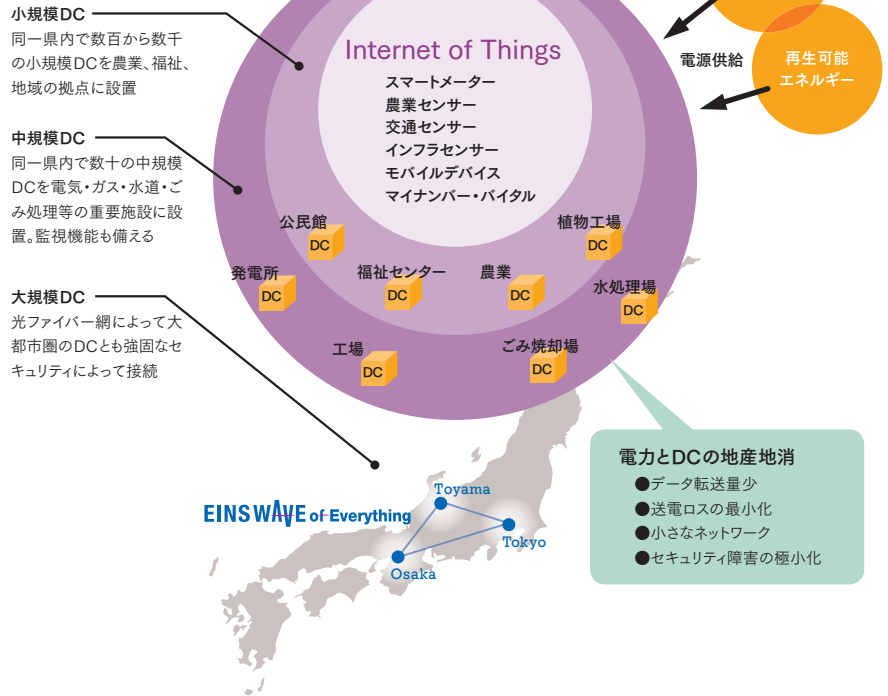 小規模DC
同一県内で数百から数千
の小規模DCを農業、福祉、
地域の拠点に設置
中規模DC
同一県内で数十の中規模
DCを電気・ガス・水道・ご
み処理等の重要施設に設
置。監視機能も備える
大規模DC
光ファイバー網によって大
都市圏のDCとも強固なセ
キュリティによって接続
Internet of Things
スマートメーター
農業センサー
交通センサー
インフラセンサー
モバイルデバイス
マイナンバー・バイタル
電源供給
再生可能
エネルギー
公民館
DC
植物工場
DC
発電所
DC
福祉センター
DC
農業
DC
水処理場
DC
工場
DC
ごみ焼却場
DC
電力とDCの地産地消
●データ転送量少
●送電ロスの最小化
●小さなネットワーク
●セキュリティ障害の極小化
EINS WAVE of Everything
Toyama
Tokyo
Osaka